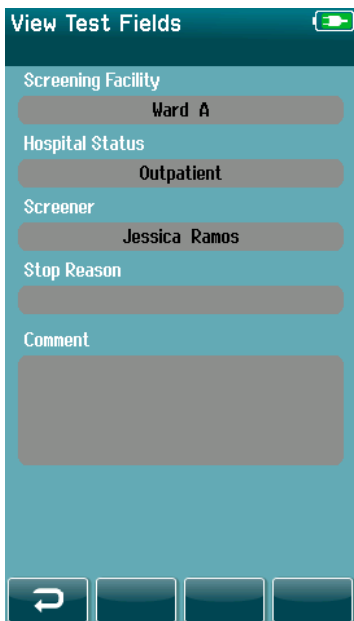 View Test Fields
Screening Facility
Ward A
Hospital Status
Outpatient
Screener
Jessica Ramos
Stop Reason
Comment